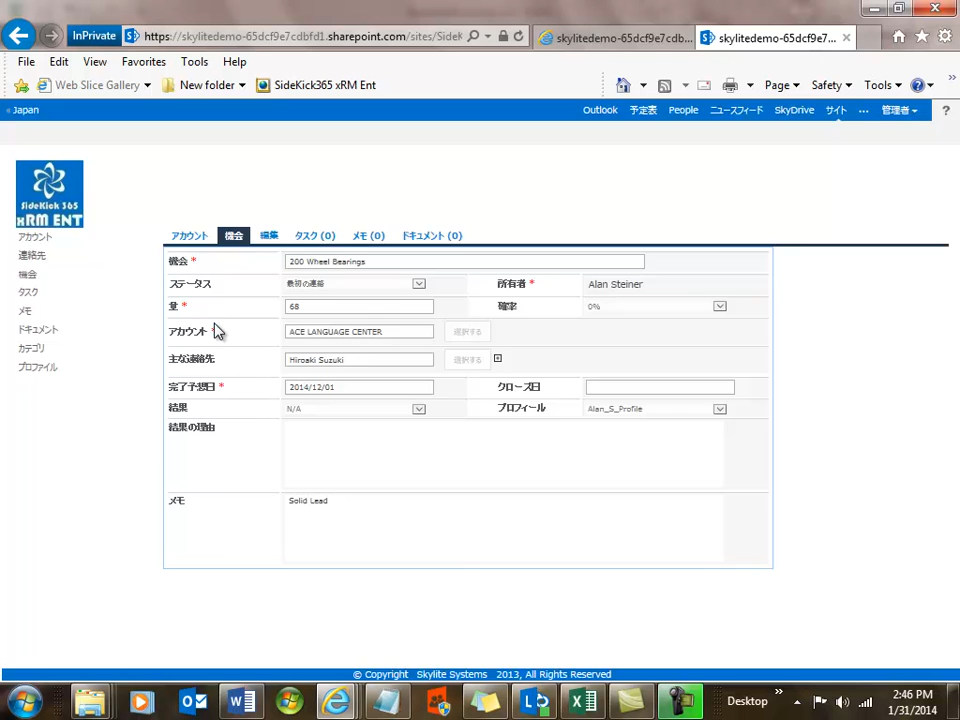 InPrivate https://skylitedemo-65dcf9e7cdbfd1.sharepoint.com/sites/SideK skylitedemo-65dcf9e7cdb... skylitedemo-65dcf9e7...
File Edit View Favorites Tools Help
Web Slice Gallery New folder SideKick365 xRM Ent Page Safety Tools
Japan Outlook 予定表 People ニュースフィード SkyDrive サイト ... 管理者 ?
SideKick 365
xRM ENT
アカウント
連絡先
機会
タスク
メモ
ドキュメント
カテゴリ
プロファイル
アカウント 機会 編集 タスク (0) メモ (0) ドキュメント (0)
機会 * 200 Wheel Bearings
ステータス 最初の連絡 所有者 * Alan Steiner
量 * 68 確率 0%
アカウント * ACE LANGUAGE CENTER 選択する
主な連絡先 Hiroaki Suzuki 選択する
完了予想日 * 2014/12/01 クローズ日
結果 N/A プロフィール Alan_S_Profile
結果の理由
メモ Solid Lead
© Copyright Skylite Systems 2013, All Rights Reserved
Desktop 2:46 PM
1/31/2014